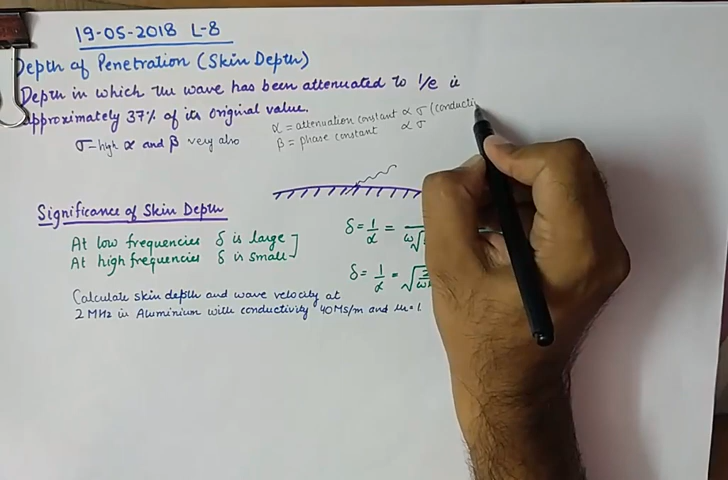 19-05-2018 L-8
Depth of Penetration (Skin Depth)
Depth in which the wave has been attenuated to 1/e is
approximately 37% of its original value.
α = attenuation constant ∝ σ (conducti
β = phase constant ∝ σ
σ-high α and β very also
Significance of Skin Depth
At low frequencies δ is large
At high frequencies δ is small
δ = 1/α =
δ = 1/α =
Calculate skin depth and wave velocity at
2 MHz in Aluminium with conductivity 40 Ms/m and μr = 1